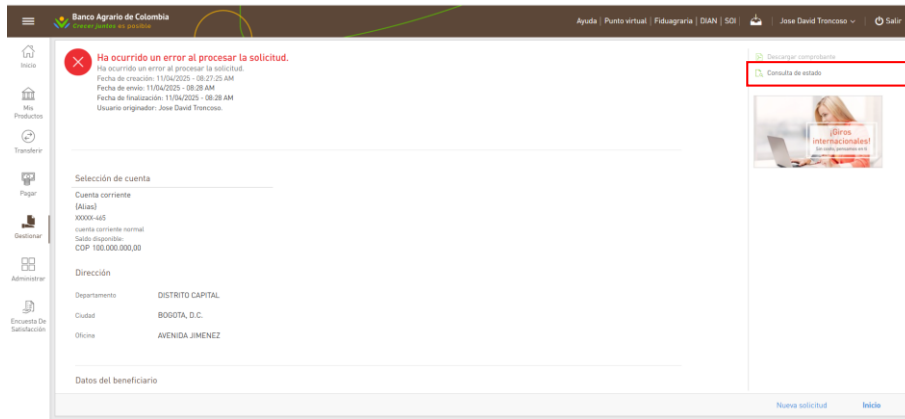 Banco Agrario de Colombia
Crecer juntos es posible
Ayuda | Punto virtual | Fiduagraria | DIAN | SOI |
Jose David Troncoso
Salir
Inicio
Mis
Productos
Transferir
Pagar
Gestionar
Administrar
Encuesta De
Satisfacción
Ha ocurrido un error al procesar la solicitud.
Ha ocurrido un error al procesar la solicitud.
Fecha de creación: 11/04/2025 - 08:27:25 AM
Fecha de envío: 11/04/2025 - 08:28 AM
Fecha de finalización: 11/04/2025 - 08:28 AM
Usuario originador: Jose David Troncoso.
Selección de cuenta
Cuenta corriente
(Alias)
XXXXX-465
cuenta corriente normal
Saldo disponible:
COP 100.000.000,00
Dirección
Departamento DISTRITO CAPITAL
Ciudad BOGOTA, D.C.
Oficina AVENIDA JIMENEZ
Datos del beneficiario
Descargar comprobante
Consulta de estado
¡Giros
internacionales!
Nueva solicitud
Inicio